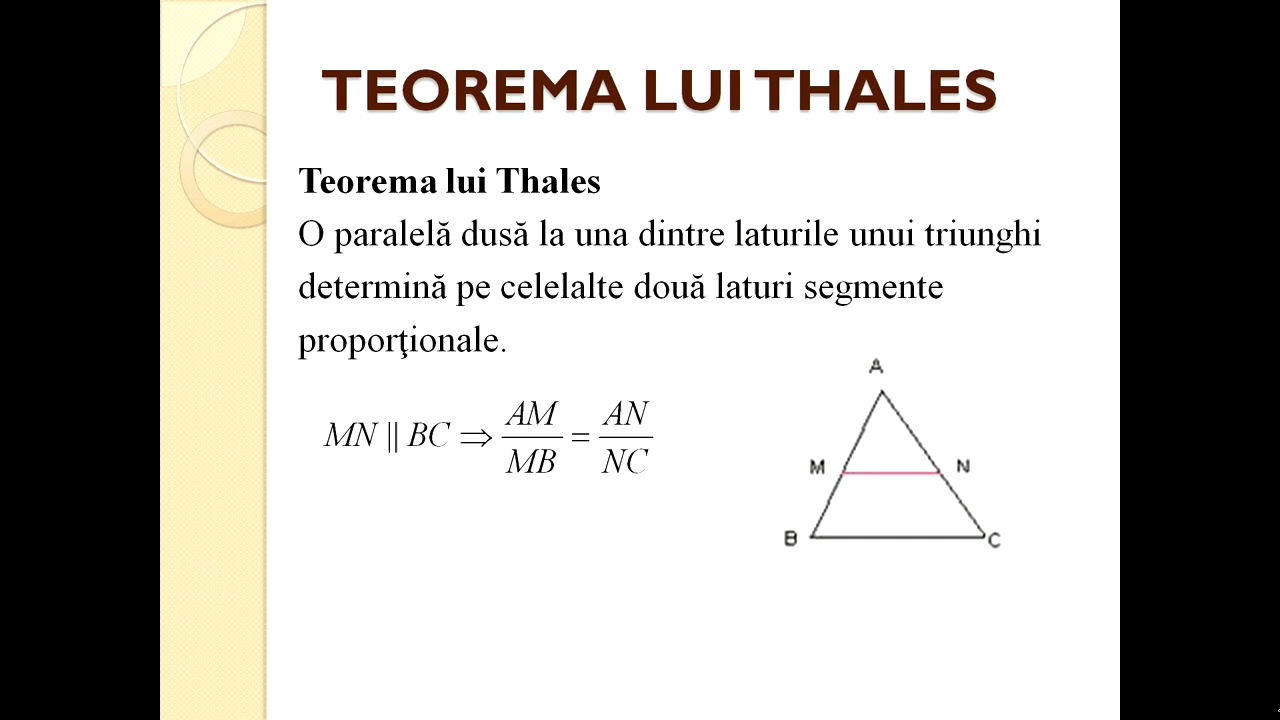 TEOREMA LUI THALES
Teorema lui Thales
O paralelă dusă la una dintre laturile unui triunghi
determină pe celelalte două laturi segmente
proporţionale.
MN || BC ⇒ AM/MB = AN/NC
A
M N
B C